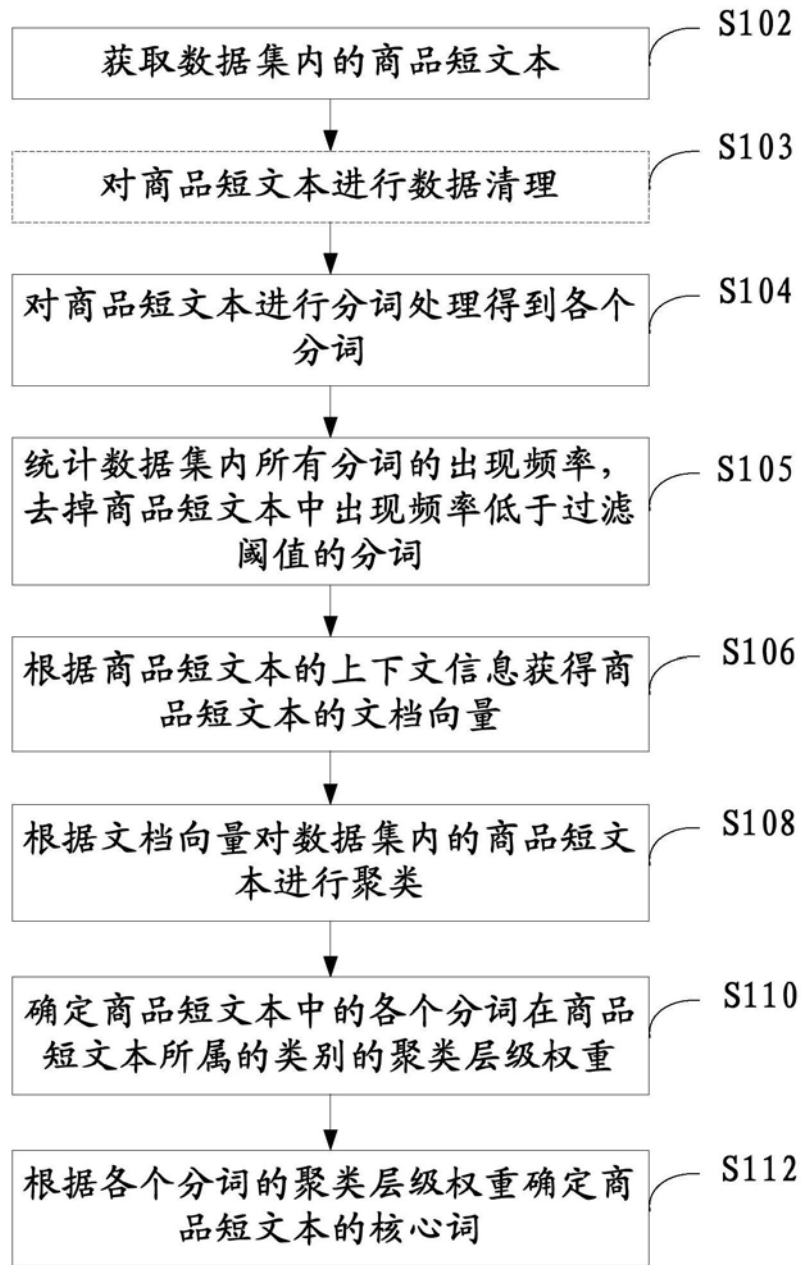 获取数据集内的商品短文本
S102
对商品短文本进行数据清理
S103
对商品短文本进行分词处理得到各个
分词
S104
统计数据集内所有分词的出现频率，
去掉商品短文本中出现频率低于过滤
阈值的分词
S105
根据商品短文本的上下文信息获得商
品短文本的文档向量
S106
根据文档向量对数据集内的商品短文
本进行聚类
S108
确定商品短文本中的各个分词在商品
短文本所属的类别的聚类层级权重
S110
根据各个分词的聚类层级权重确定商
品短文本的核心词
S112